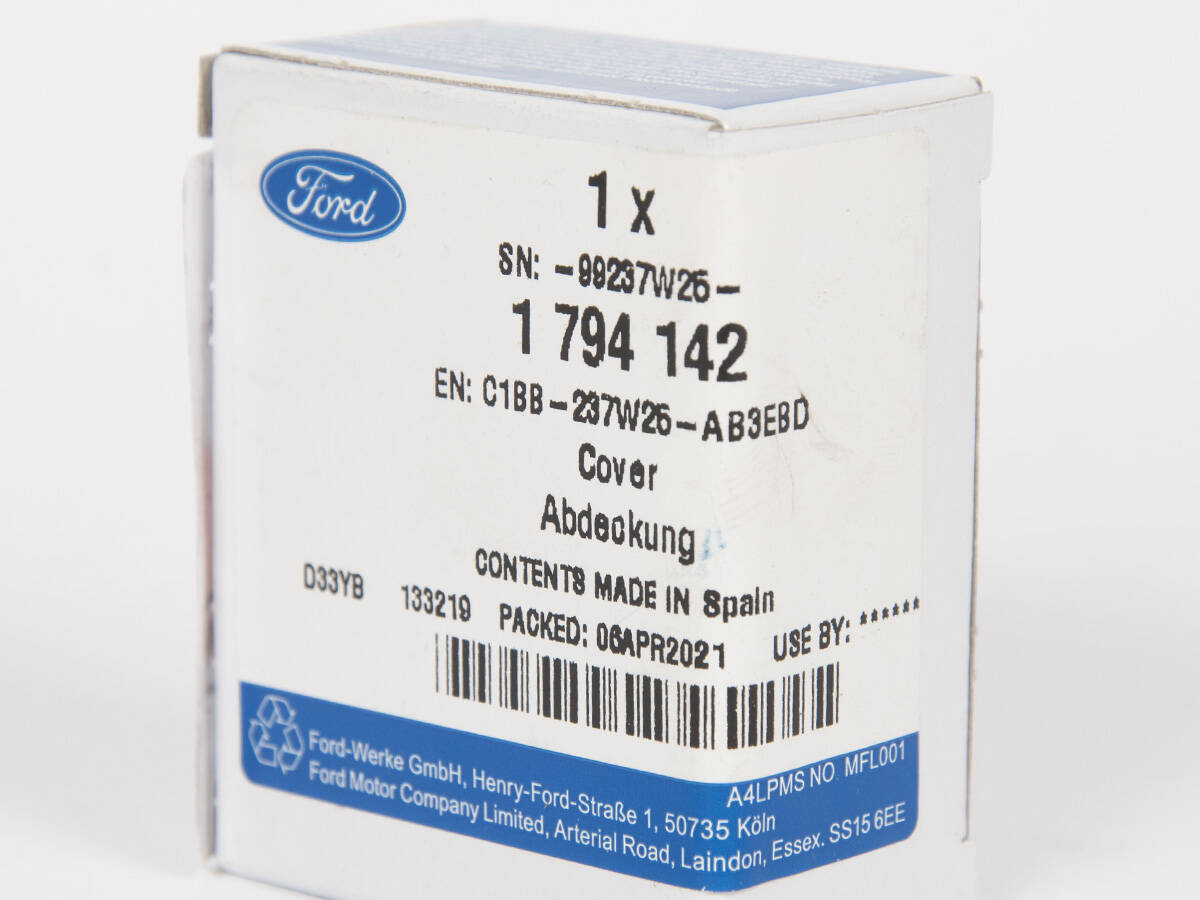 Ford
1 X
SN: -99237W25-
1 794 142
EN: C1BB-237W25-AB3EBD
Cover
Abdeckung
CONTENTS MADE IN Spain
D33YB 133219 PACKED: 06APR2021 USE BY: ******
A4LPMS NO MFL001
Ford-Werke GmbH, Henry-Ford-Straße 1, 50735 Köln
Ford Motor Company Limited, Arterial Road, Laindon, Essex. SS15 6EE